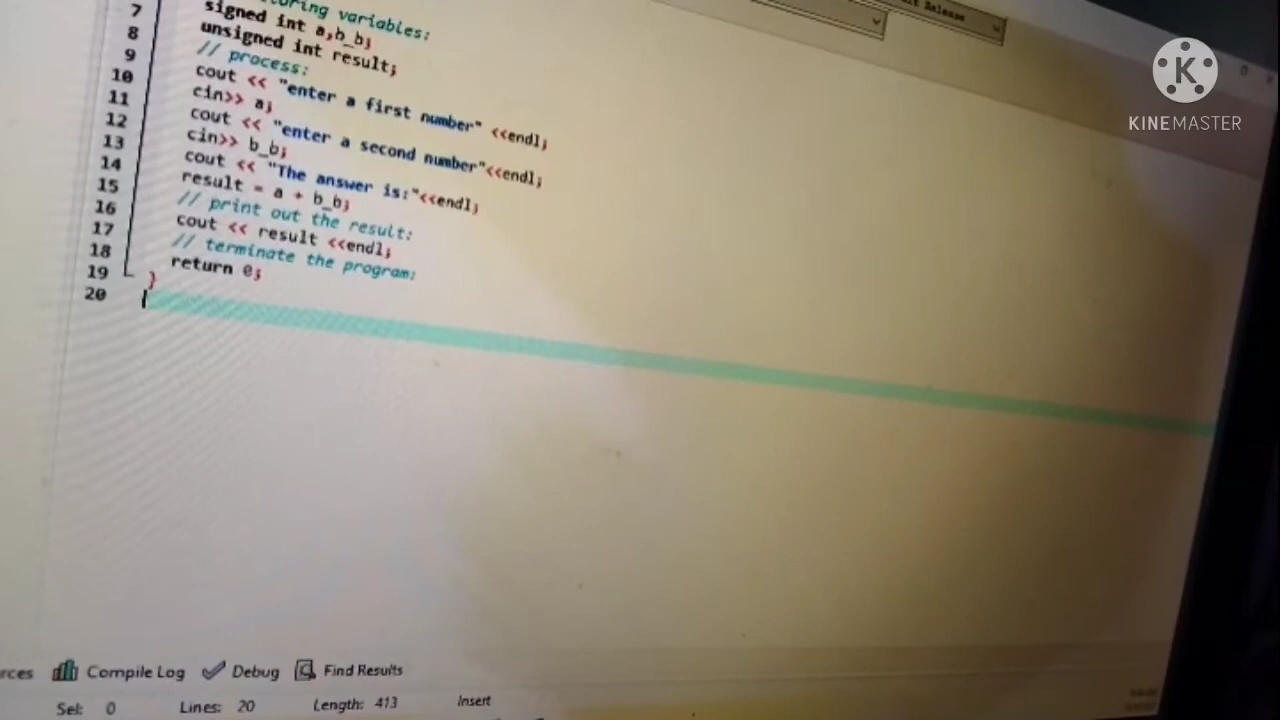 Release
KINEMASTER
7 variables:
8 signed int a,b_b;
9 unsigned int result;
10 // process:
11 cout << "enter a first number" <<endl;
12 cin>> a;
13 cout << "enter a second number"<<endl;
14 cin>> b_b;
15 cout << "The answer is:"<<endl;
16 result = a + b_b;
17 // print out the result:
18 cout << result <<endl;
19 // terminate the program:
20 return 0;
}
rces Compile Log Debug Find Results
Sel: 0 Lines: 20 Length: 413 Insert